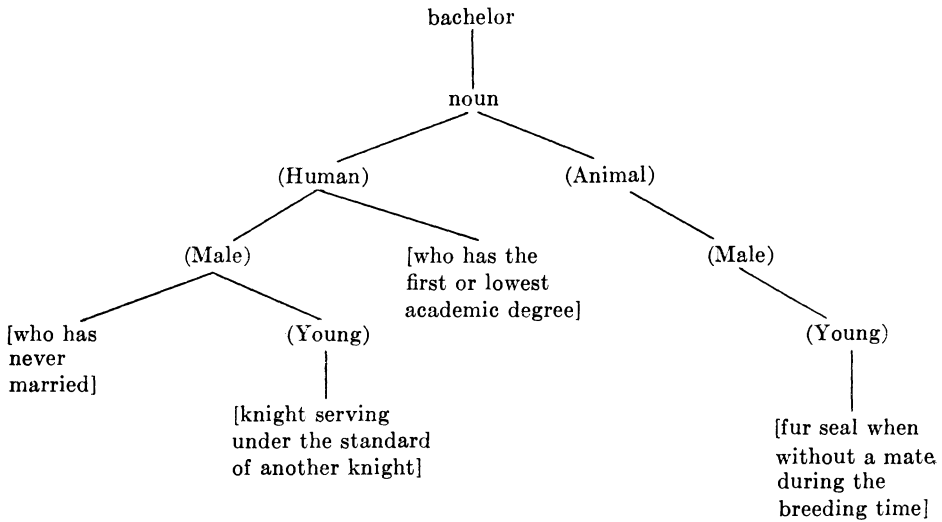 bachelor
noun
(Human)
(Animal)
(Male)
[who has the
first or lowest
academic degree]
(Male)
[who has
never
married]
(Young)
(Young)
[knight serving
under the standard
of another knight]
[fur seal when
without a mate
during the
breeding time]